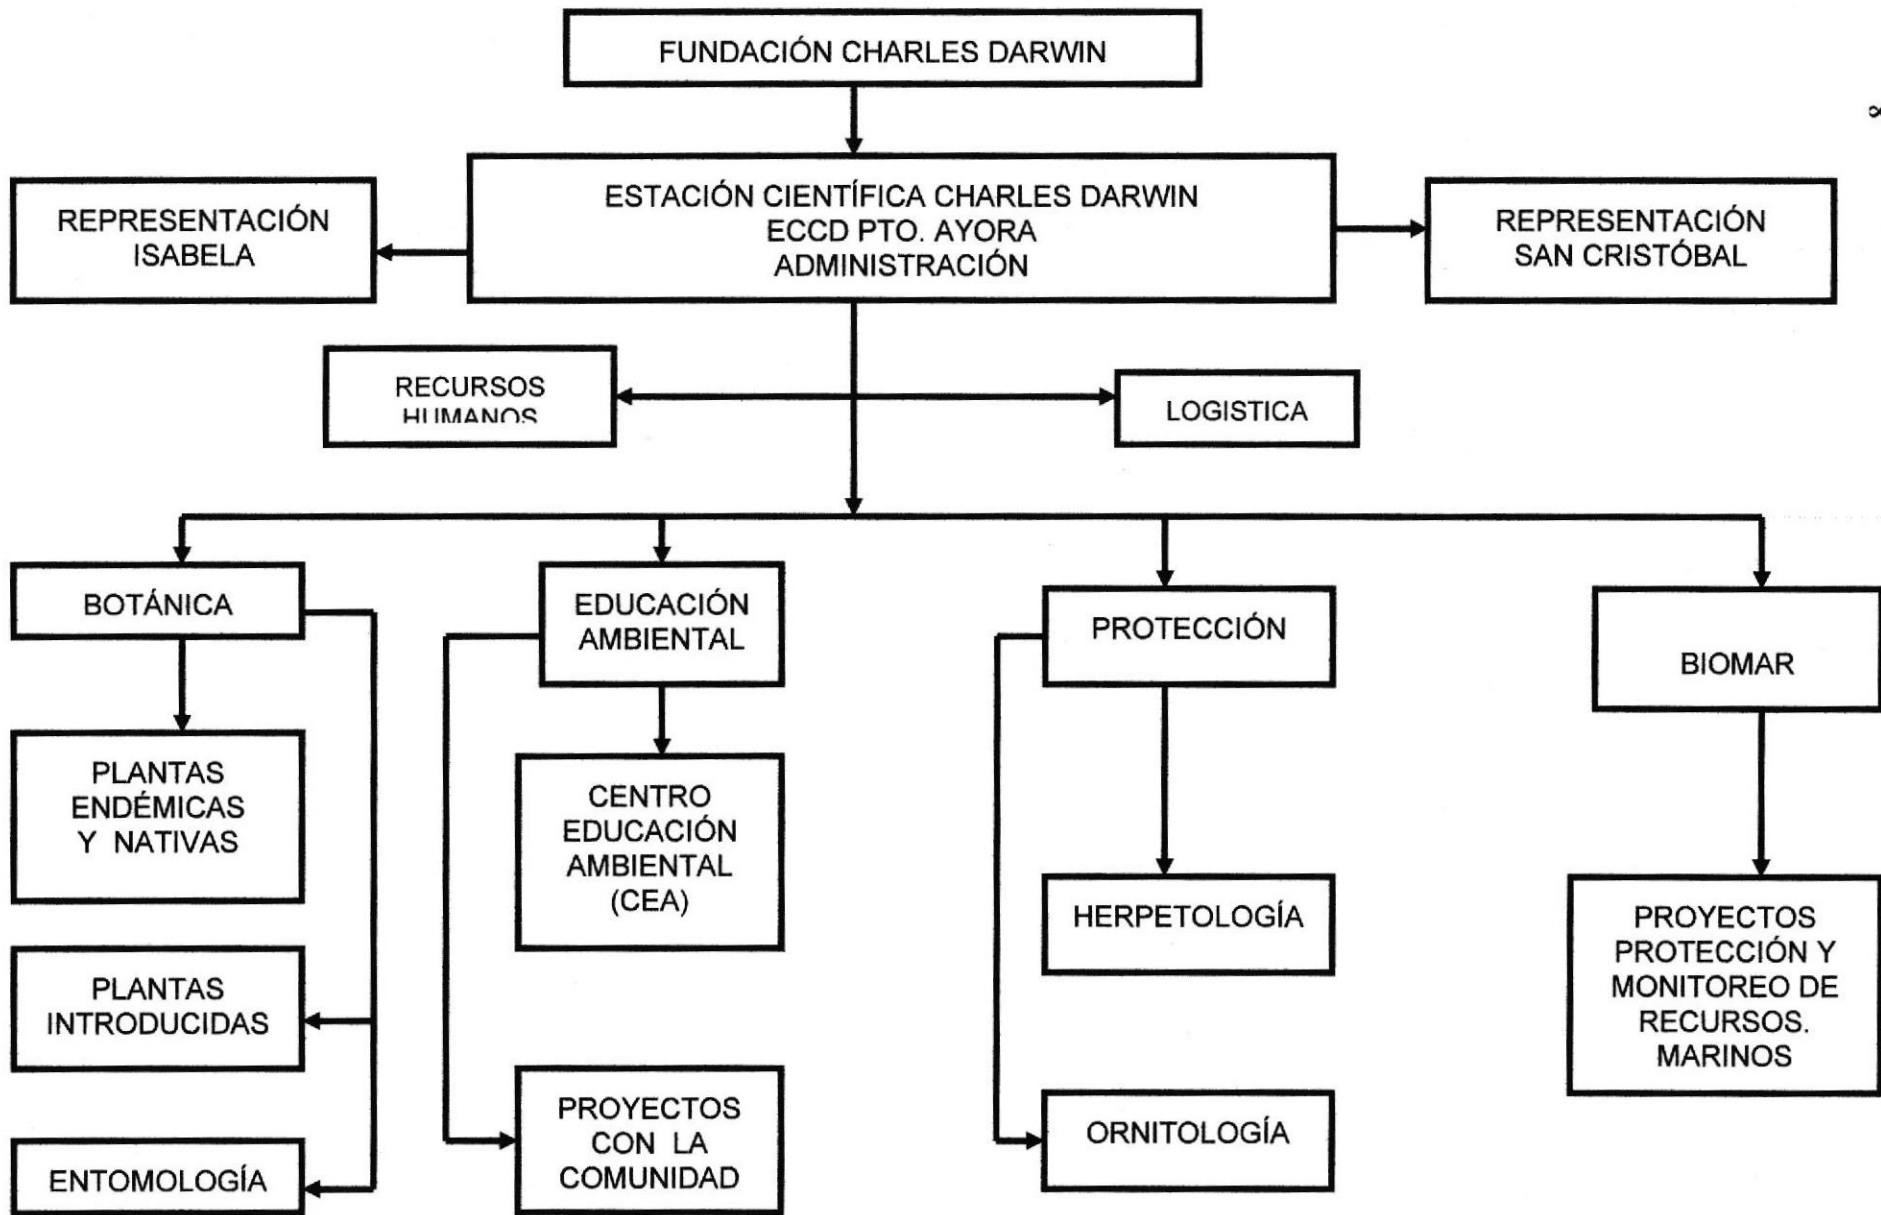 FUNDACIÓN CHARLES DARWIN
8
ESTACIÓN CIENTÍFICA CHARLES DARWIN
ECCD PTO. AYORA
ADMINISTRACIÓN
REPRESENTACIÓN
ISABELA
REPRESENTACIÓN
SAN CRISTÓBAL
RECURSOS
HUMANOS
LOGISTICA
BOTÁNICA
EDUCACIÓN
AMBIENTAL
PROTECCIÓN
BIOMAR
PLANTAS
ENDÉMICAS
Y NATIVAS
CENTRO
EDUCACIÓN
AMBIENTAL
(CEA)
HERPETOLOGÍA
PROYECTOS
PROTECCIÓN Y
MONITOREO DE
RECURSOS.
MARINOS
PLANTAS
INTRODUCIDAS
PROYECTOS
CON LA
COMUNIDAD
ORNITOLOGÍA
ENTOMOLOGÍA